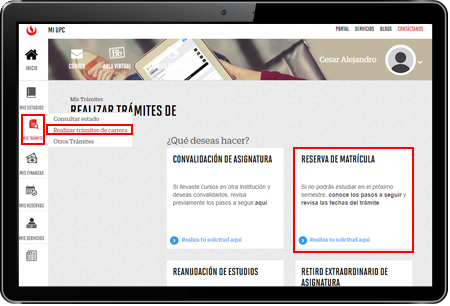 MI UPC
PORTAL SERVICIOS BLOGS CONTÁCTANOS
INICIO
CORREO
AULA VIRTUAL
Cesar Alejandro
MIS ESTUDIOS
Mis Trámites
REALIZAR TRÁMITES DE
MIS TRÁMITES
Consultar estado
Realizar trámites de carrera
Otros Trámites
MIS FINANZAS
MIS RESERVAS
MIS SERVICIOS
¿Qué deseas hacer?
CONVALIDACIÓN DE ASIGNATURA
Si llevaste cursos en otra institución y
deseas convalidarlos, revisa
previamente los pasos a seguir aquí
Realiza tu solicitud aquí
RESERVA DE MATRÍCULA
Si no podrás estudiar en el próximo
semestre, conoce los pasos a seguir y
revisa las fechas del trámite.
Realiza tu solicitud aquí
REANUDACIÓN DE ESTUDIOS
RETIRO EXTRAORDINARIO DE
ASIGNATURA